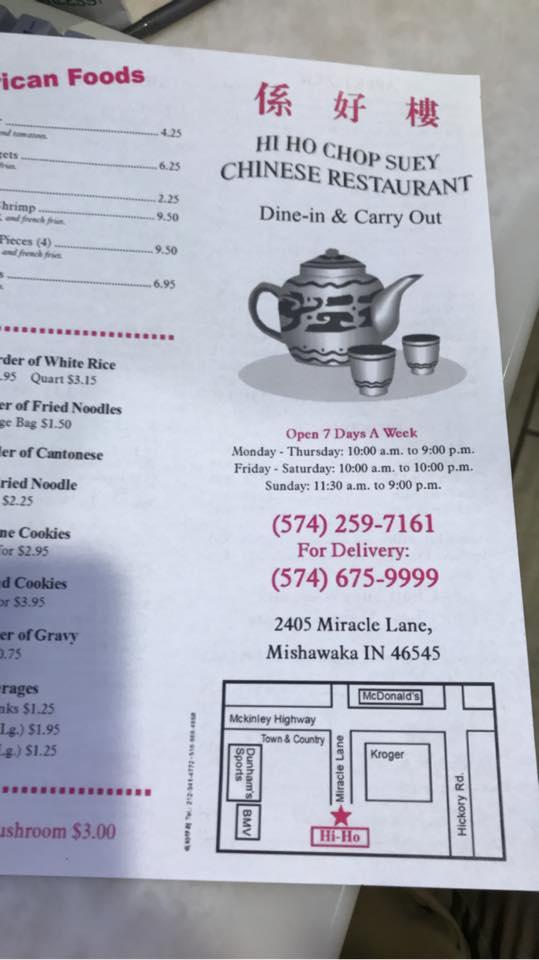 rican Foods
4.25
and tomatoes.
gets 6.25
fries.
2.25
Shrimp 9.50
and french fries.
Pieces (4) 9.50
and french fries
6.95
rder of White Rice
.95 Quart $3.15
er of Fried Noodles
ge Bag $1.50
er of Cantonese
ried Noodle
$2.25
ne Cookies
for $2.95
d Cookies
or $3.95
er of Gravy
0.75
rages
nks $1.25
Lg.) $1.95
g.) $1.25
ushroom $3.00
係 好 樓
HI HO CHOP SUEY
CHINESE RESTAURANT
Dine-in & Carry Out
Open 7 Days A Week
Monday - Thursday: 10:00 a.m. to 9:00 p.m.
Friday - Saturday: 10:00 a.m. to 10:00 p.m.
Sunday: 11:30 a.m. to 9:00 p.m.
(574) 259-7161
For Delivery:
(574) 675-9999
2405 Miracle Lane,
Mishawaka IN 46545
McDonald's
Mckinley Highway
Town & Country
Dunham's
Sports
BMV
Miracle Lane
Kroger
Hickory Rd.
Hi-Ho